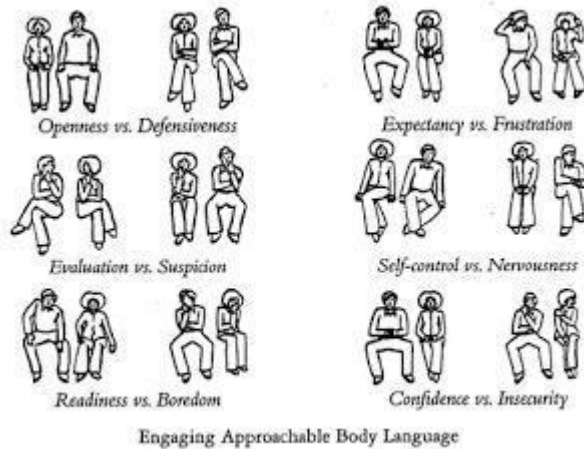 Openness vs. Defensiveness
Expectancy vs. Frustration
Evaluation vs. Suspicion
Self-control vs. Nervousness
Readiness vs. Boredom
Confidence vs. Insecurity
Engaging Approachable Body Language